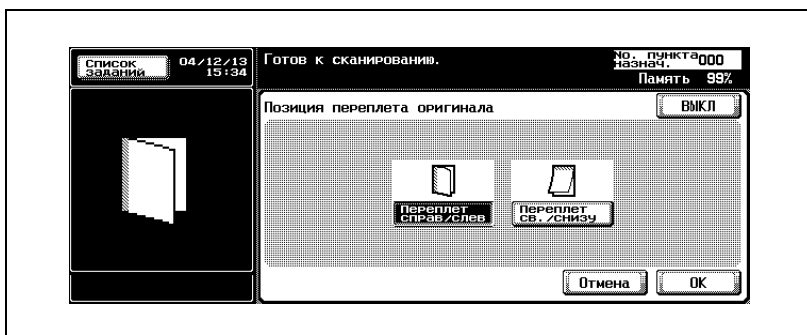 Список
заданий
04/12/13
15:34
Готов к сканированию.
No. пункта
назнач.
000
Память 99%
Позиция переплета оригинала
ВЫКЛ
Переплет
справ/слев
Переплет
св./снизу
Отмена
OK